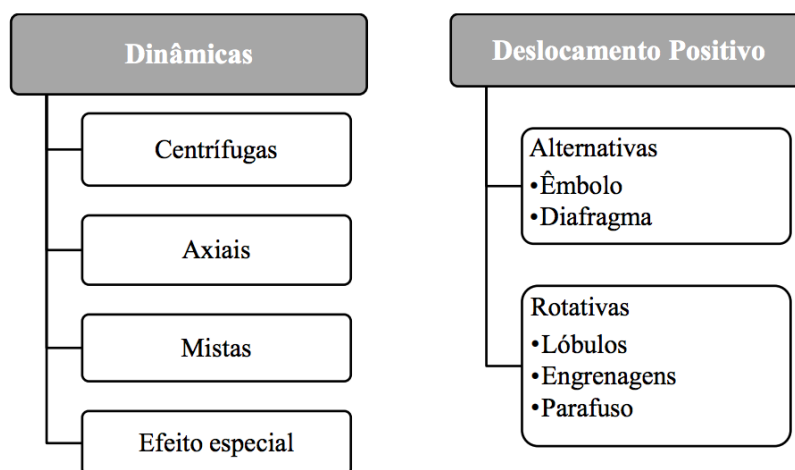 Dinâmicas
Centrífugas
Axiais
Mistas
Efeito especial
Deslocamento Positivo
Alternativas
•Êmbolo
•Diafragma
Rotativas
•Lóbulos
•Engrenagens
•Parafuso